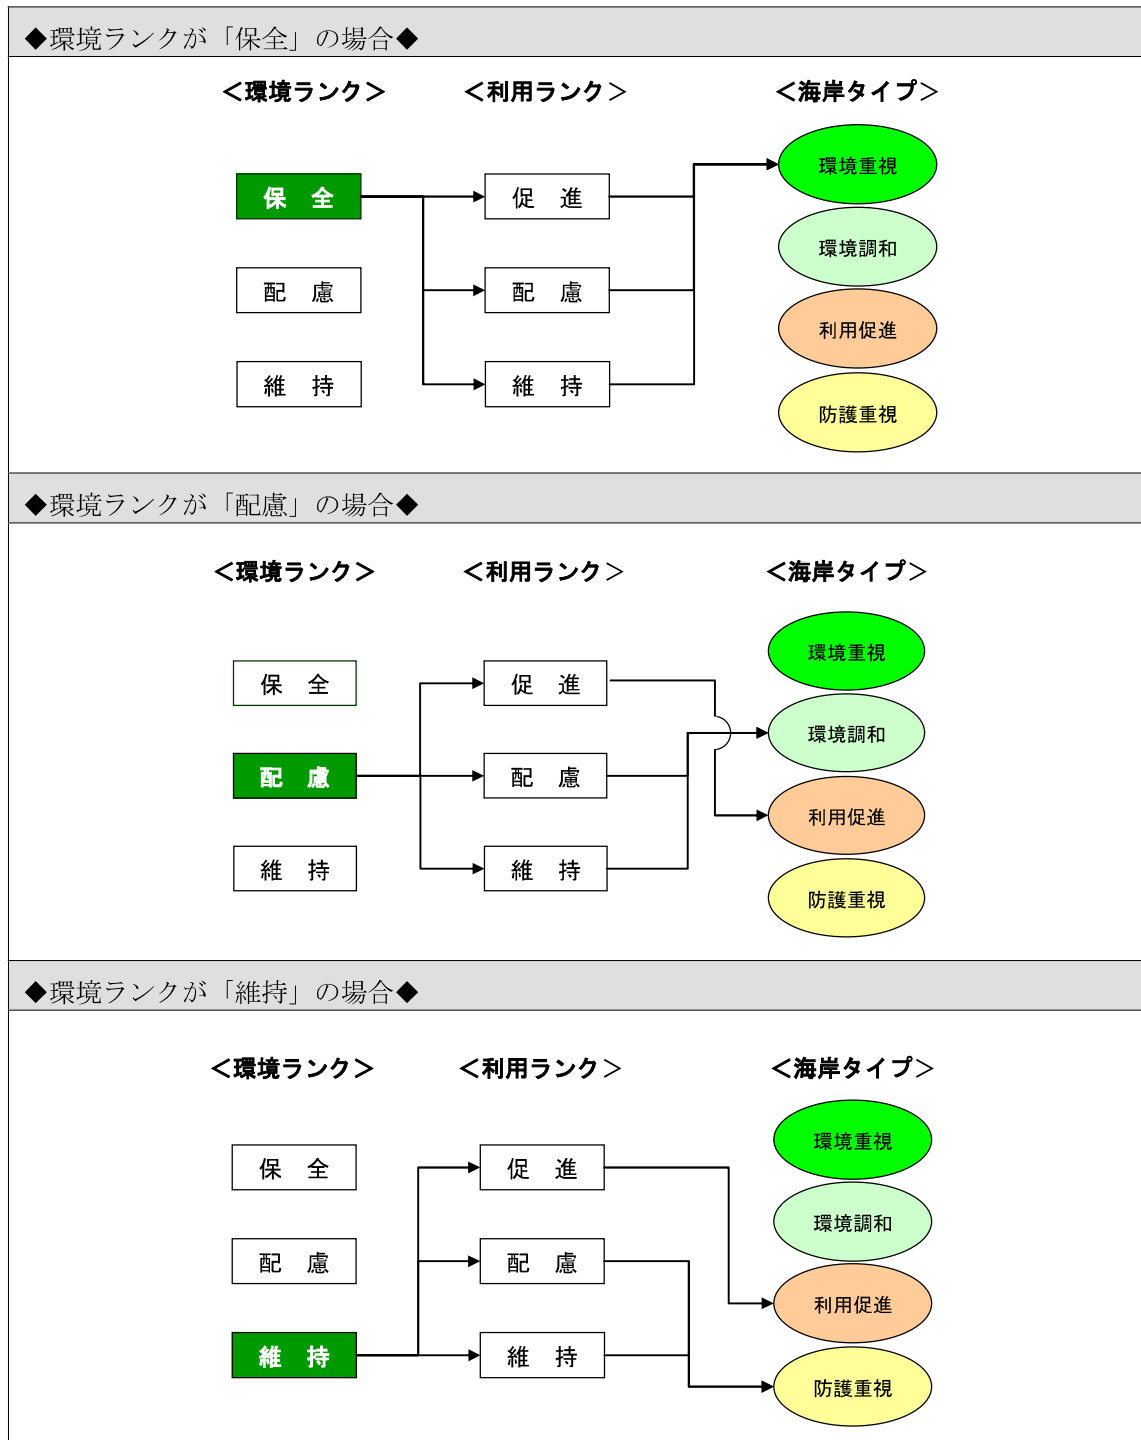 ◆環境ランクが「保全」の場合◆
＜環境ランク＞ ＜利用ランク＞ ＜海岸タイプ＞
環境重視
保 全 促 進
環境調和
配 慮 配 慮
利用促進
維 持 維 持
防護重視
◆環境ランクが「配慮」の場合◆
＜環境ランク＞ ＜利用ランク＞ ＜海岸タイプ＞
環境重視
保 全 促 進
環境調和
配 慮 配 慮
利用促進
維 持 維 持
防護重視
◆環境ランクが「維持」の場合◆
＜環境ランク＞ ＜利用ランク＞ ＜海岸タイプ＞
環境重視
保 全 促 進
環境調和
配 慮 配 慮
利用促進
維 持 維 持
防護重視